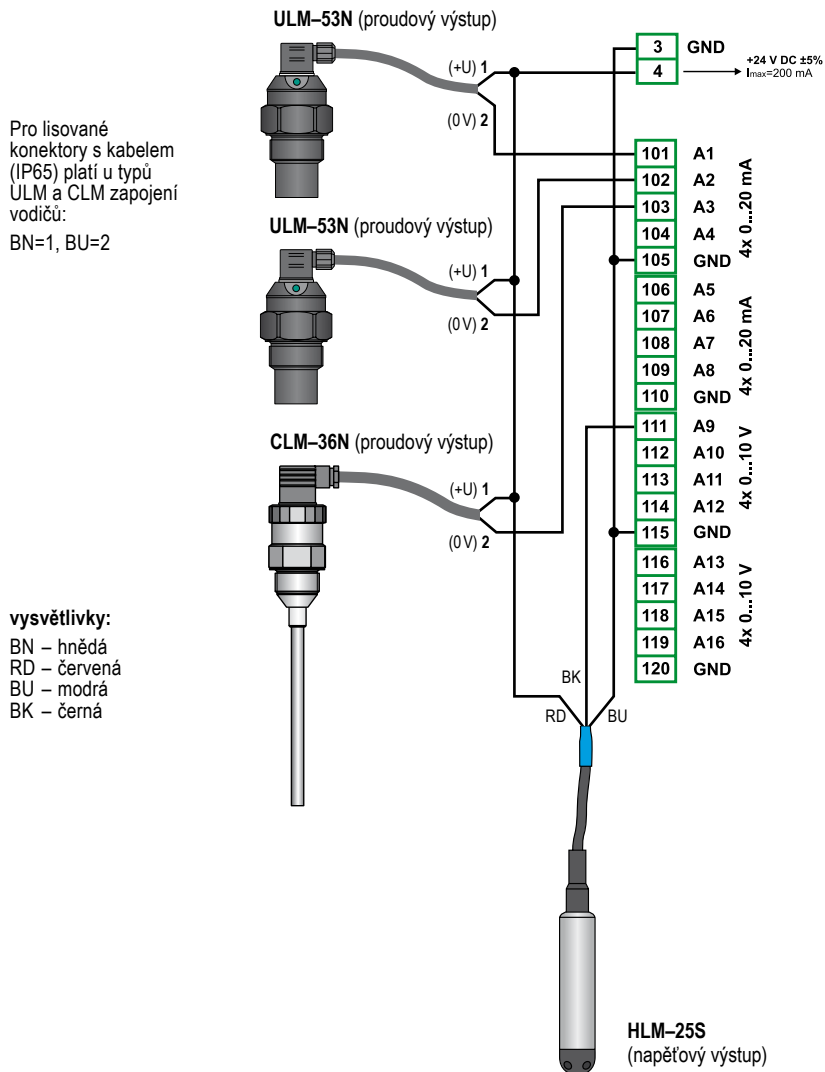 ULM–53N (proudový výstup)
(+U) 1
(0 V) 2
3 GND
4
+24 V DC ±5%
Imax=200 mA
Pro lisované
konektory s kabelem
(IP65) platí u typů
ULM a CLM zapojení
vodičů:
BN=1, BU=2
ULM–53N (proudový výstup)
(+U) 1
(0 V) 2
101 A1
102 A2
103 A3
104 A4
105 GND
4x 0...20 mA
106 A5
107 A6
108 A7
109 A8
110 GND
4x 0...20 mA
CLM–36N (proudový výstup)
(+U) 1
(0 V) 2
111 A9
112 A10
113 A11
114 A12
115 GND
4x 0...10 V
116 A13
117 A14
118 A15
119 A16
120 GND
4x 0...10 V
vysvětlivky:
BN – hnědá
RD – červená
BU – modrá
BK – černá
BK
RD
BU
HLM–25S
(napěťový výstup)